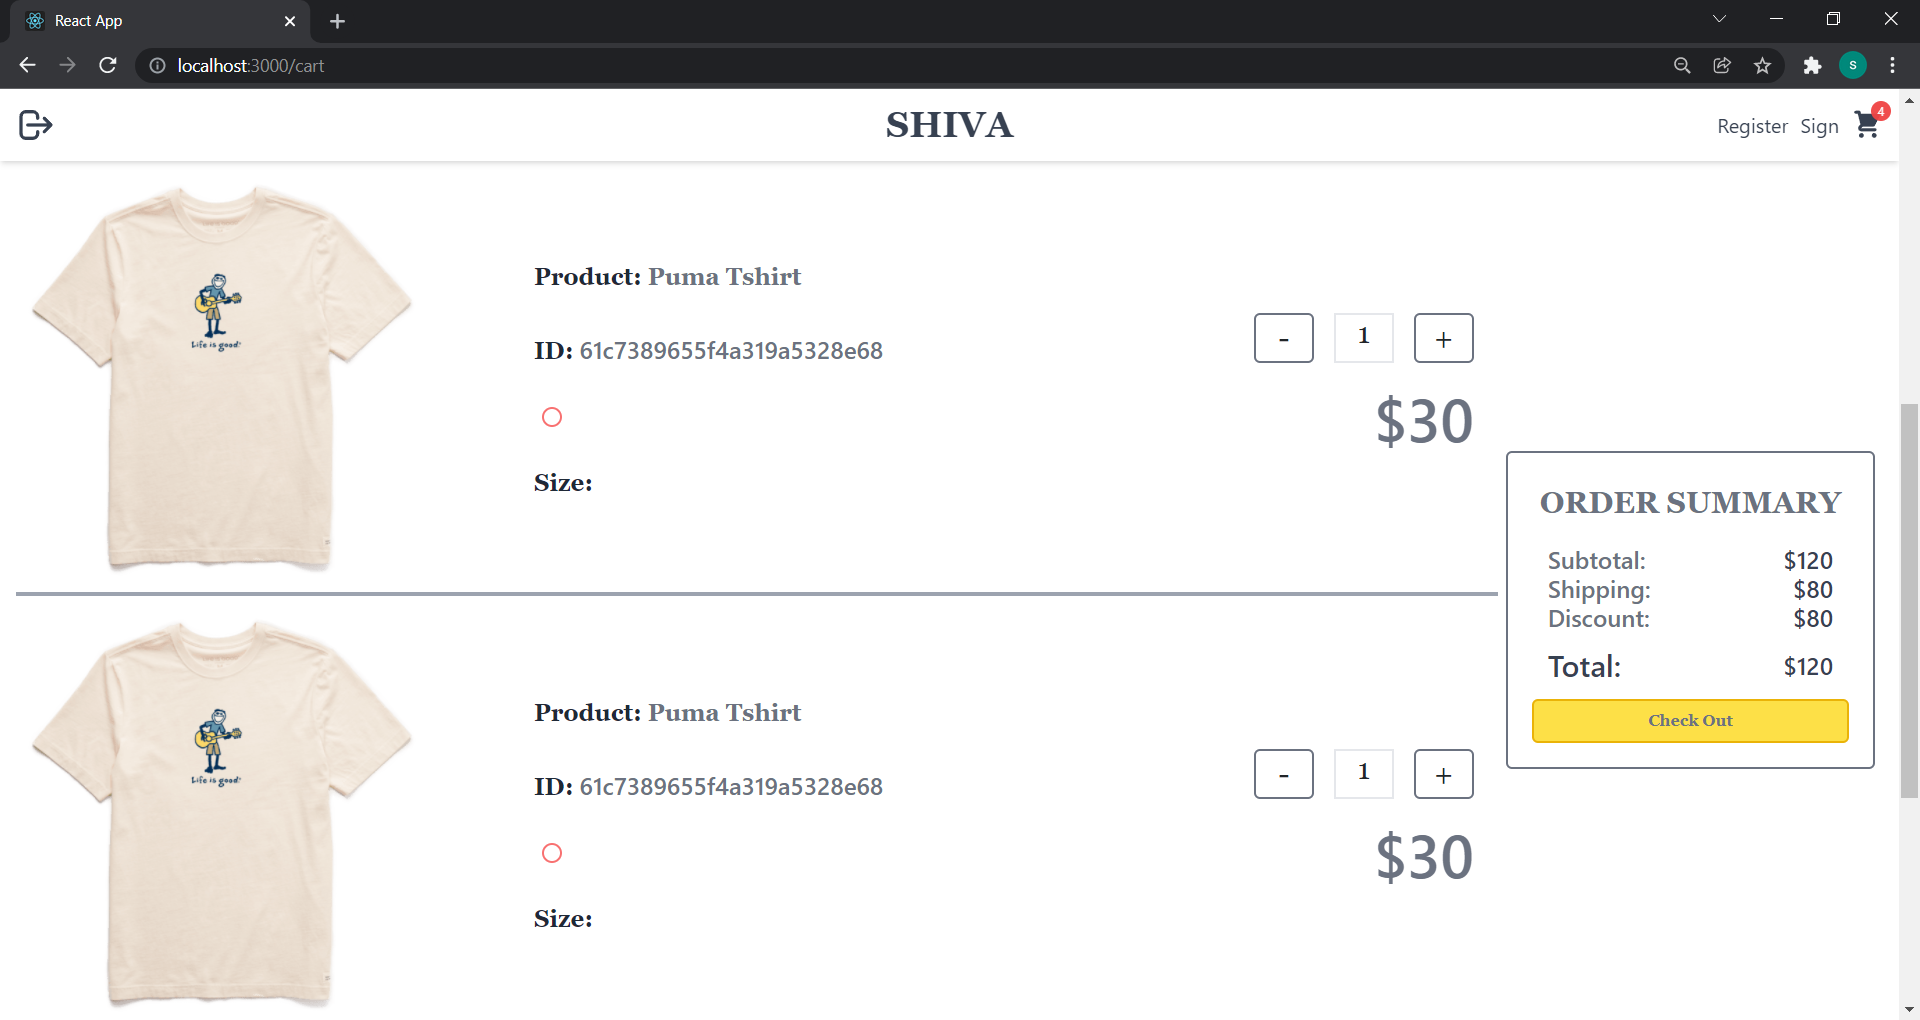 React App
localhost:3000/cart
S
SHIVA
Register Sign 4
Life is good!
Product: Puma Tshirt
ID: 61c7389655f4a319a5328e68
Size:
- 1 +
$30
ORDER SUMMARY
Subtotal: $120
Shipping: $80
Discount: $80
Total: $120
Check Out
Life is good!
Product: Puma Tshirt
ID: 61c7389655f4a319a5328e68
Size:
- 1 +
$30